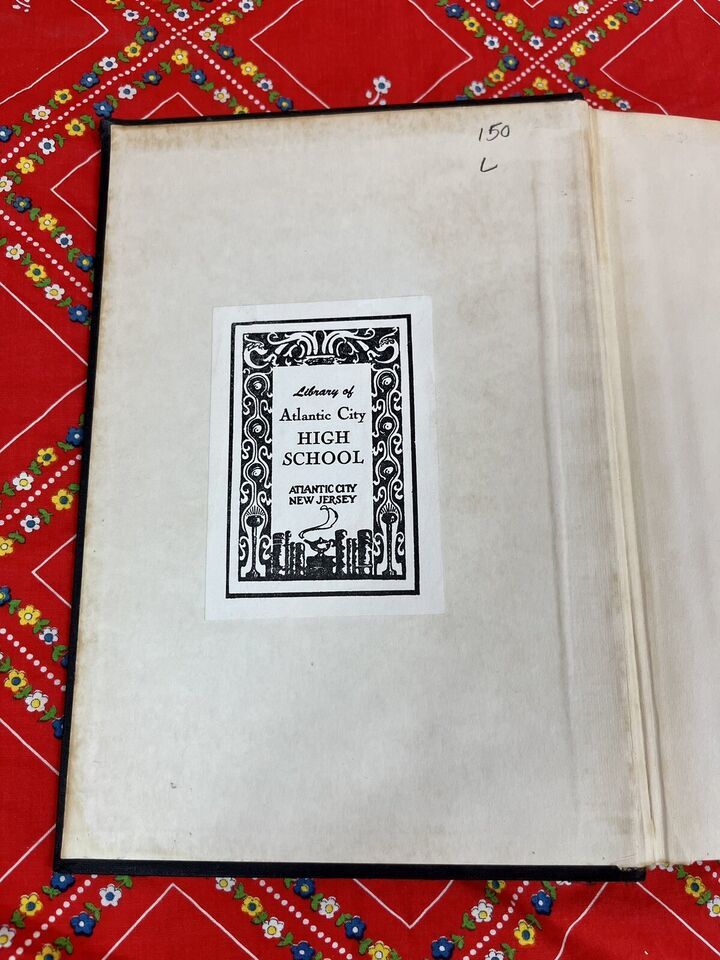 150
L
Library of
Atlantic City
HIGH
SCHOOL
ATLANTIC CITY
NEW JERSEY